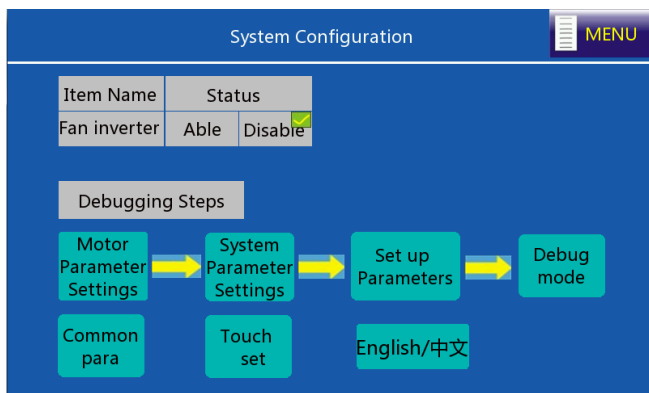 System Configuration
MENU
Item Name Status
Fan inverter Able Disable
Debugging Steps
Motor
Parameter
Settings
System
Parameter
Settings
Set up
Parameters
Debug
mode
Common
para
Touch
set
English/中文